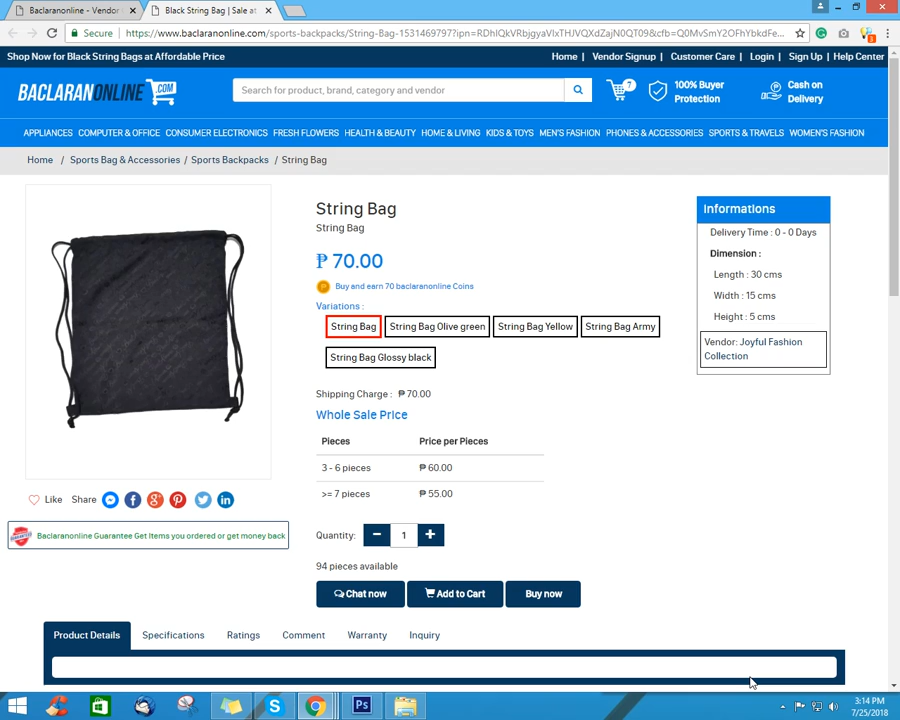 Baclaranonline - Vendor
Black String Bag | Sale at
Secure
https://www.baclaranonline.com/sports-backpacks/String-Bag-1531469797?ipn=
Shop Now for Black String Bags at Affordable Price
Home | Vendor Signup | Customer Care | Login | Sign Up | Help Center
BACLARANONLINE .COM
Search for product, brand, category and vendor
7
100% Buyer Protection
Cash on Delivery
APPLIANCES COMPUTER & OFFICE CONSUMER ELECTRONICS FRESH FLOWERS HEALTH & BEAUTY HOME & LIVING KIDS & TOYS MEN'S FASHION PHONES & ACCESSORIES SPORTS & TRAVELS WOMEN'S FASHION
Home / Sports Bag & Accessories / Sports Backpacks / String Bag
String Bag
String Bag
₱ 70.00
Buy and earn 70 baclaranonline Coins
Variations :
String Bag String Bag Olive green String Bag Yellow String Bag Army
String Bag Glossy black
Shipping Charge : ₱ 70.00
Whole Sale Price
Pieces Price per Pieces
3 - 6 pieces ₱ 60.00
>= 7 pieces ₱ 55.00
Quantity: − 1 +
94 pieces available
Chat now Add to Cart Buy now
Informations
Delivery Time : 0 - 0 Days
Dimension :
Length : 30 cms
Width : 15 cms
Height : 5 cms
Vendor: Joyful Fashion
Collection
Like Share
Baclaranonline Guarantee Get Items you ordered or get money back
Product Details Specifications Ratings Comment Warranty Inquiry
3:14 PM
7/25/2018